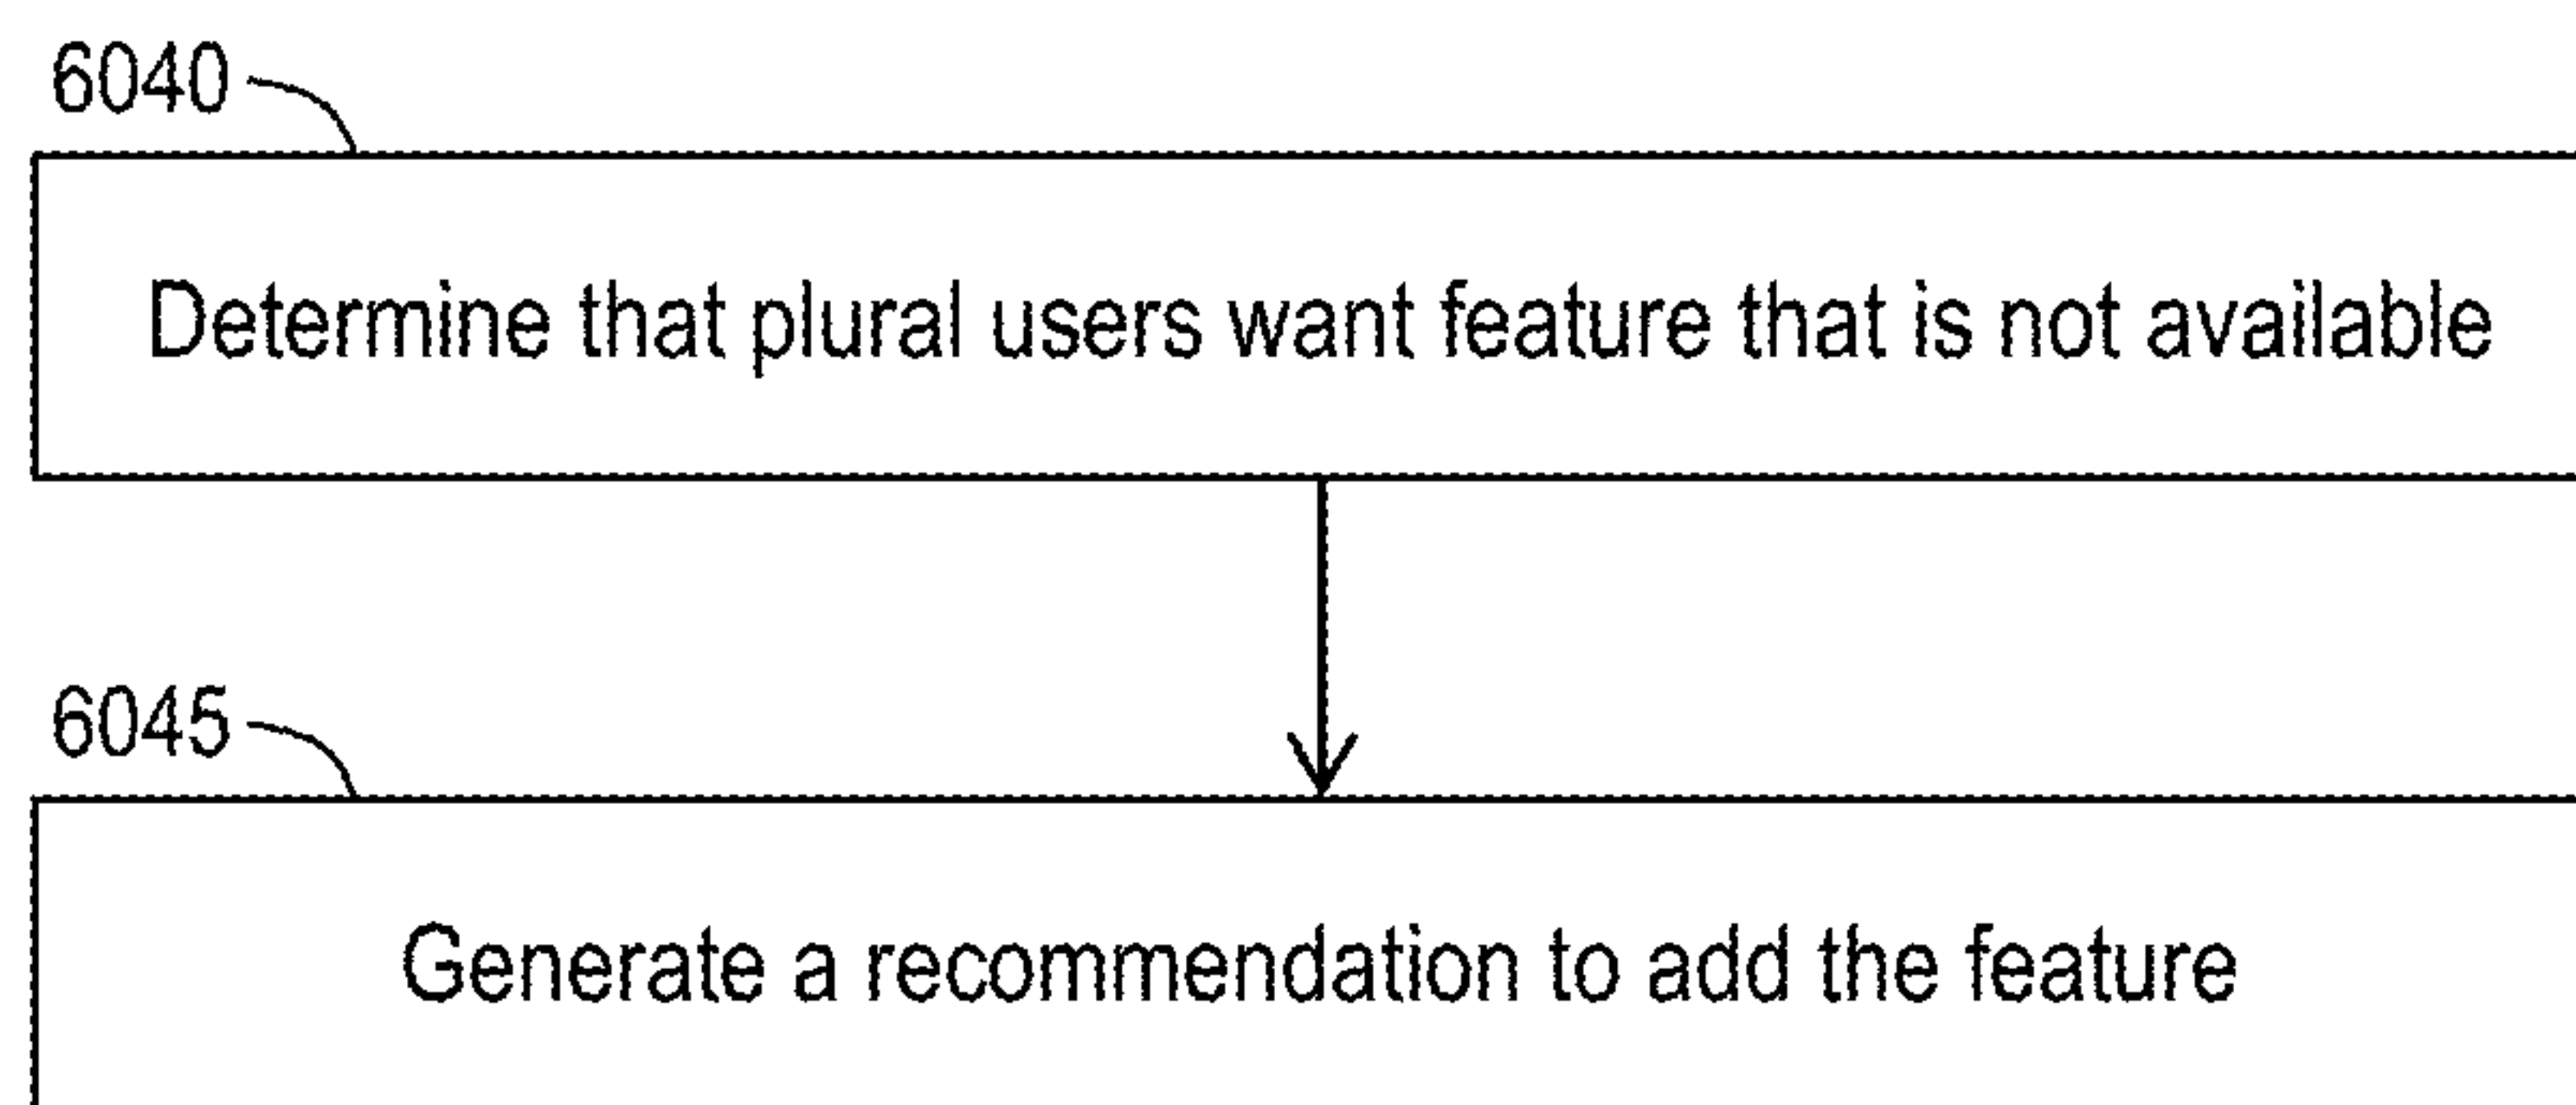 6040
Determine that plural users want feature that is not available
6045
Generate a recommendation to add the feature